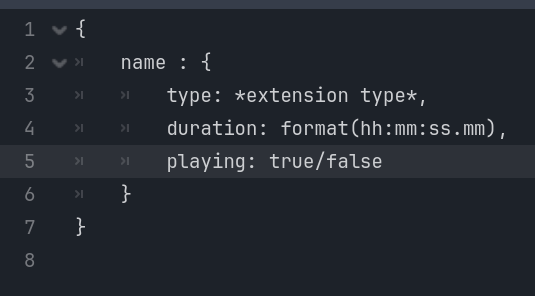 1 {
2 name : {
3 type: *extension type*,
4 duration: format(hh:mm:ss.mm),
5 playing: true/false
6 }
7 }
8